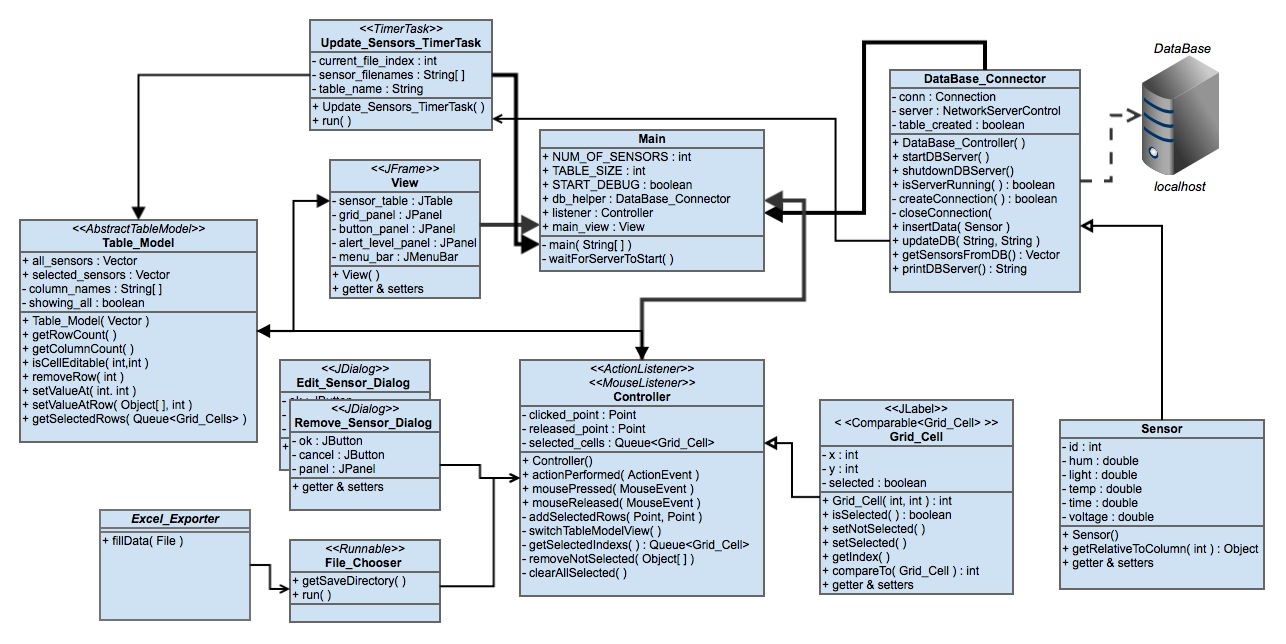 <<TimerTask>>
Update_Sensors_TimerTask
- current_file_index : int
- sensor_filenames : String[ ]
- table_name : String
+ Update_Sensors_TimerTask( )
+ run( )
DataBase_Connector
- conn : Connection
- server : NetworkServerControl
- table_created : boolean
+ DataBase_Controller( )
+ startDBServer( )
+ shutdownDBServer()
+ isServerRunning( ) : boolean
- createConnection( ) : boolean
- closeConnection(
+ insertData( Sensor )
+ updateDB( String, String )
+ getSensorsFromDB() : Vector
+ printDBServer() : String
DataBase
localhost
Main
+ NUM_OF_SENSORS : int
+ TABLE_SIZE : int
+ START_DEBUG : boolean
+ db_helper : DataBase_Connector
+ listener : Controller
+ main_view : View
- main( String[ ] )
- waitForServerToStart( )
<<JFrame>>
View
- sensor_table : JTable
- grid_panel : JPanel
- button_panel : JPanel
- alert_level_panel : JPanel
- menu_bar : JMenuBar
+ View( )
+ getter & setters
<<AbstractTableModel>>
Table_Model
+ all_sensors : Vector
+ selected_sensors : Vector
- column_names : String[ ]
- showing_all : boolean
+ Table_Model( Vector )
+ getRowCount( )
+ getColumnCount( )
+ isCellEditable( int,int )
+ removeRow( int )
+ setValueAt( int. int )
+ setValueAtRow( Object[ ], int )
+ getSelectedRows( Queue<Grid_Cells> )
<<JDialog>>
Edit_Sensor_Dialog
<<JDialog>>
Remove_Sensor_Dialog
- ok : JButton
- cancel : JButton
- panel : JPanel
+ getter & setters
<<ActionListener>>
<<MouseListener>>
Controller
- clicked_point : Point
- released_point : Point
- selected_cells : Queue<Grid_Cell>
+ Controller()
+ actionPerformed( ActionEvent )
+ mousePressed( MouseEvent )
+ mouseReleased( MouseEvent )
- addSelectedRows( Point, Point )
- switchTableModelView( )
- getSelectedIndexs( ) : Queue<Grid_Cell>
- removeNotSelected( Object[ ] )
- clearAllSelected( )
<<JLabel>>
< <Comparable<Grid_Cell> >>
Grid_Cell
- x : int
- y : int
- selected : boolean
+ Grid_Cell( int, int ) : int
+ isSelected( ) : boolean
+ setNotSelected( )
+ setSelected( )
+ getIndex( )
+ compareTo( Grid_Cell ) : int
+ getter & setters
Sensor
- id : int
- hum : double
- light : double
- temp : double
- time : double
- voltage : double
+ Sensor()
+ getRelativeToColumn( int ) : Object
+ getter & setters
Excel_Exporter
+ fillData( File )
<<Runnable>>
File_Chooser
+ getSaveDirectory( )
+ run( )